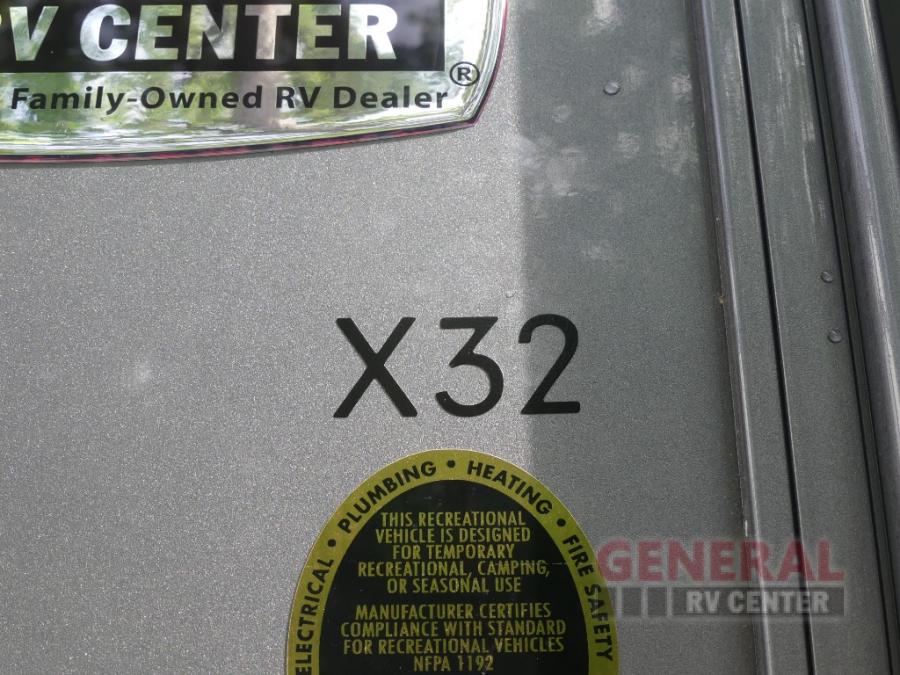 RV CENTER
Family-Owned RV Dealer®
X32
ELECTRICAL • PLUMBING • HEATING • FIRE SAFETY
THIS RECREATIONAL
VEHICLE IS DESIGNED
FOR TEMPORARY
RECREATIONAL, CAMPING,
OR SEASONAL USE
MANUFACTURER CERTIFIES
COMPLIANCE WITH STANDARD
FOR RECREATIONAL VEHICLES
NFPA 1192
GENERAL
RV CENTER